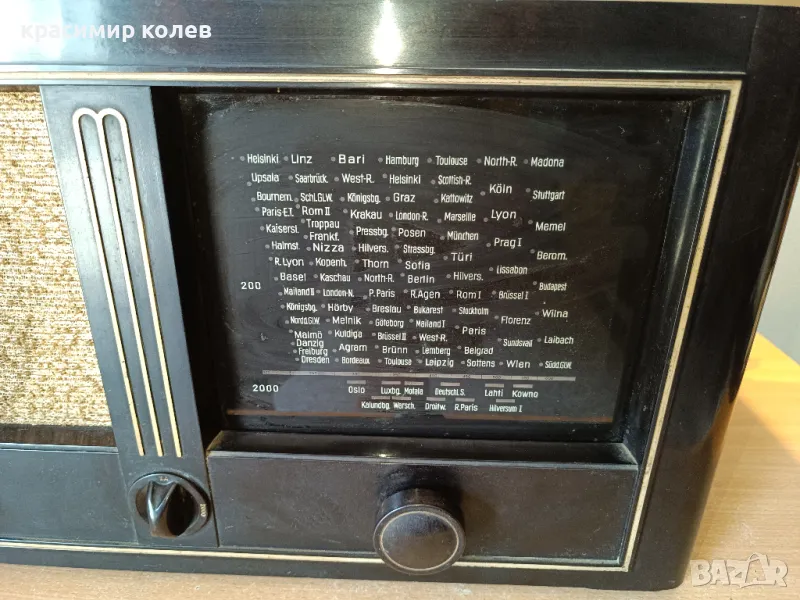 красимир колев
Helsinki Linz Bari Hamburg Toulouse North-R. Madona
Upsala Saarbrück. West-R. Helsinki Scottish-R.
Bournem. Schl.GLW. Königsbg. Graz Kattowitz Köln Stuttgart
Paris E.T. Rom II Krakau London-R. Marseille Lyon
Kaiserst. Troppau Pressbg. Posen München Memel
Frankf. Prag I
Halmst. Nizza Hilvers. Strassbg. Türi Berom.
R.Lyon Kopenh. Thorn Sofia Lissabon
Basel Kaschau North-R. Berlin Hilvers. Budapest
200 Mailand II London-N. P.Paris R.Agen Rom I Brüssel I
Königsbg. Hörby Breslau Bukarest Stockholm Wilna
Nordd.GLW. Melnik Göteborg Mailand I Paris Florenz
Malmö Kuldiga Brüssel II West-R. Sundsvall Laibach
Danzig Agram Brünn Lemberg Belgrad
Freiburg
Dresden Bordeaux Toulouse Leipzig Sottens Wien Südd.GLW.
2000 Oslo Luxbg. Motala Deutschl.S. Lahti Kowno
Kalundbg. Warsch. Droitw. R.Paris Hilversum I
BAZAR